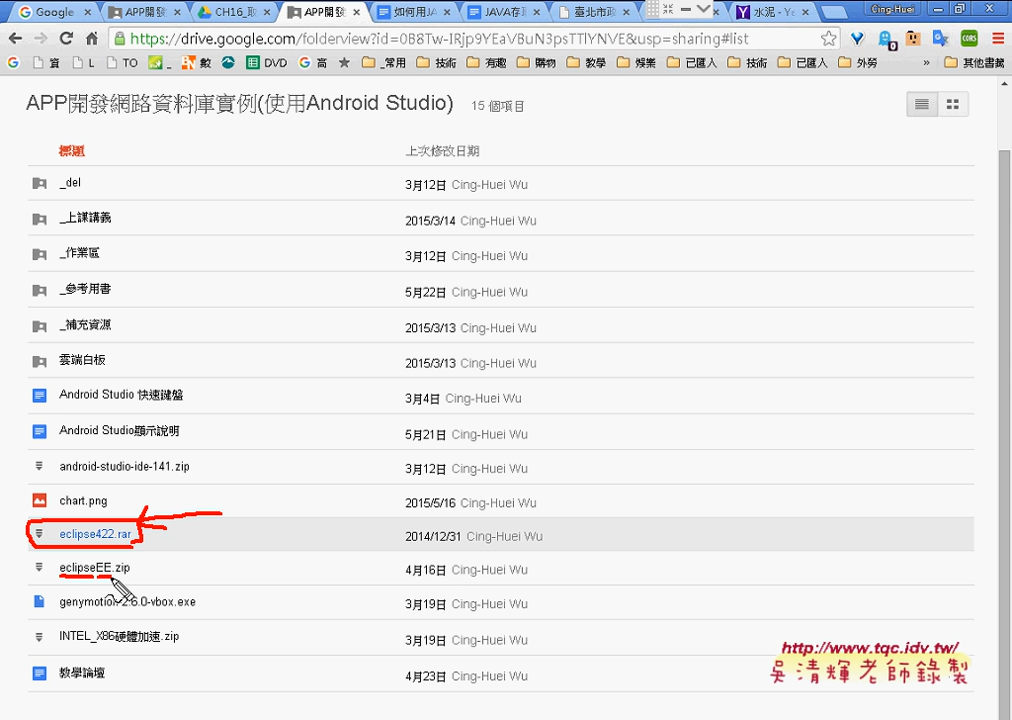 Google
APP開發
CH16_取
APP開發
如何用JA
JAVA存取
臺北市政
水泥 - Ya
Cing-Huei
https://drive.google.com/folderview?id=0B8Tw-IRjp9YEaVBuN3psTTlYNVE&usp=sharing#list
資 L TO 數 DVD 高 _常用 技術 有趣 購物 教學 娛樂 已匯入 技術 已匯入 外勞 » 其他書籤
APP開發網路資料庫實例(使用Android Studio) 15 個項目
標題 上次修改日期
_del 3月12日 Cing-Huei Wu
_上課講義 2015/3/14 Cing-Huei Wu
_作業區 3月12日 Cing-Huei Wu
_參考用書 5月22日 Cing-Huei Wu
_補充資源 2015/3/13 Cing-Huei Wu
雲端白板 2015/3/13 Cing-Huei Wu
Android Studio 快速鍵盤 3月4日 Cing-Huei Wu
Android Studio顯示說明 5月21日 Cing-Huei Wu
android-studio-ide-141.zip 3月12日 Cing-Huei Wu
chart.png 2015/5/16 Cing-Huei Wu
eclipse422.rar 2014/12/31 Cing-Huei Wu
eclipseEE.zip 4月16日 Cing-Huei Wu
genymotion-2.6.0-vbox.exe 3月19日 Cing-Huei Wu
INTEL_X86硬體加速.zip 3月19日 Cing-Huei Wu
教學論壇 4月23日 Cing-Huei Wu
http://www.tqc.idv.tw/
吳清輝老師錄製